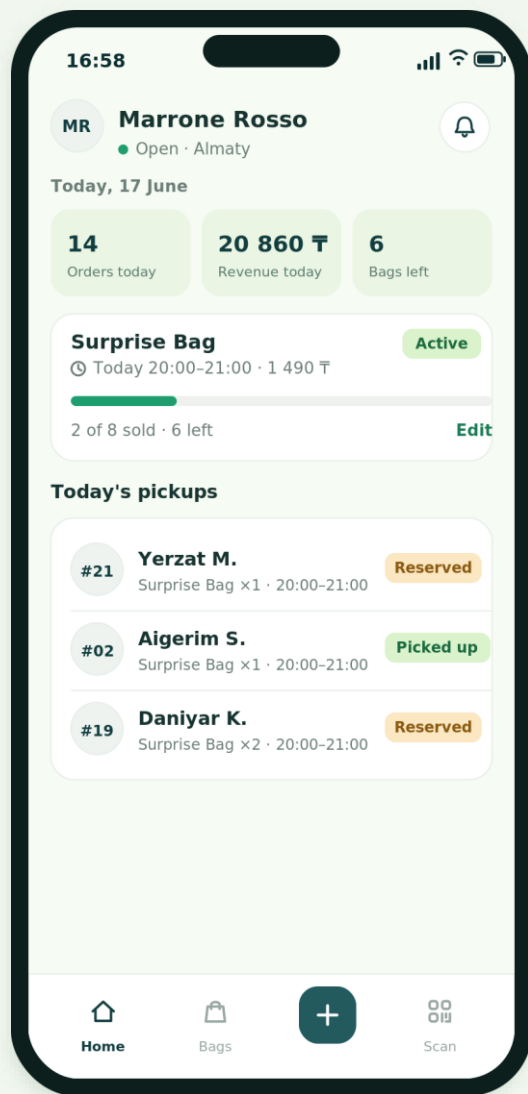 16:58
MR
Marrone Rosso
Open · Almaty
Today, 17 June
14
Orders today
20 860 ₸
Revenue today
6
Bags left
Surprise Bag
Active
Today 20:00–21:00 · 1 490 ₸
2 of 8 sold · 6 left
Edit
Today's pickups
#21
Yerzat M.
Surprise Bag ×1 · 20:00–21:00
Reserved
#02
Aigerim S.
Surprise Bag ×1 · 20:00–21:00
Picked up
#19
Daniyar K.
Surprise Bag ×2 · 20:00–21:00
Reserved
Home
Bags
Scan